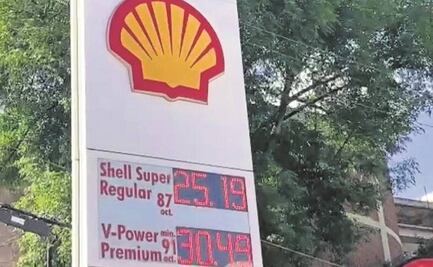 Shell Super 25.19
Regular 87
oct.
V-Power min. 30.49
Premium 91
oct.